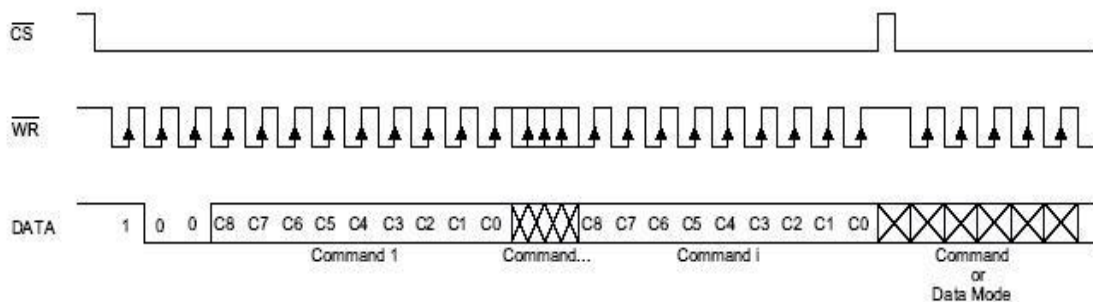 CS
WR
DATA 1 0 0 C8 C7 C6 C5 C4 C3 C2 C1 C0 C8 C7 C6 C5 C4 C3 C2 C1 C0
Command 1 Command... Command i Command
or
Data Mode